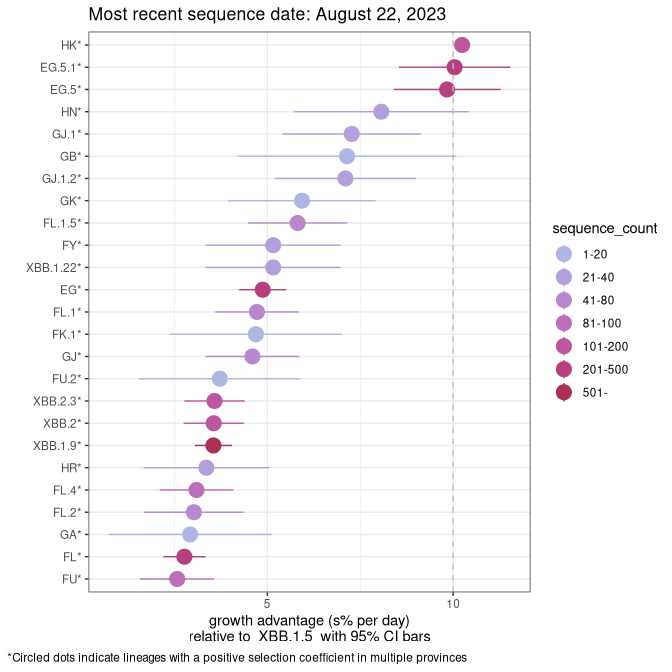 Most recent sequence date: August 22, 2023
HK*
EG.5.1*
EG.5*
HN*
GJ.1*
GB*
GJ.1.2*
GK*
FL.1.5*
FY*
XBB.1.22*
EG*
FL.1*
FK.1*
GJ*
FU.2*
XBB.2.3*
XBB.2*
XBB.1.9*
HR*
FL.4*
FL.2*
GA*
FL*
FU*
5 10
growth advantage (s% per day)
relative to XBB.1.5 with 95% CI bars
sequence_count
1-20
21-40
41-80
81-100
101-200
201-500
501-
*Circled dots indicate lineages with a positive selection coefficient in multiple provinces